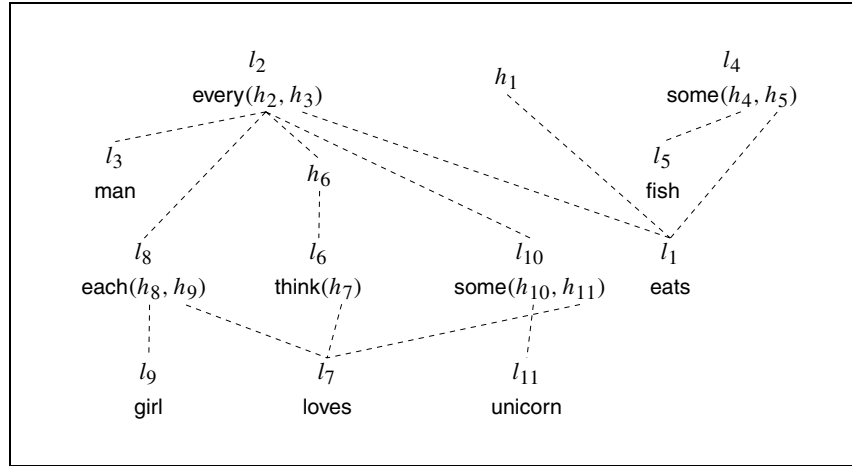 l₂ h₁ l₄
every(h₂, h₃) some(h₄, h₅)
l₃ h₆ l₅
man fish
l₈ l₆ l₁₀ l₁
each(h₈, h₉) think(h₇) some(h₁₀, h₁₁) eats
l₉ l₇ l₁₁
girl loves unicorn